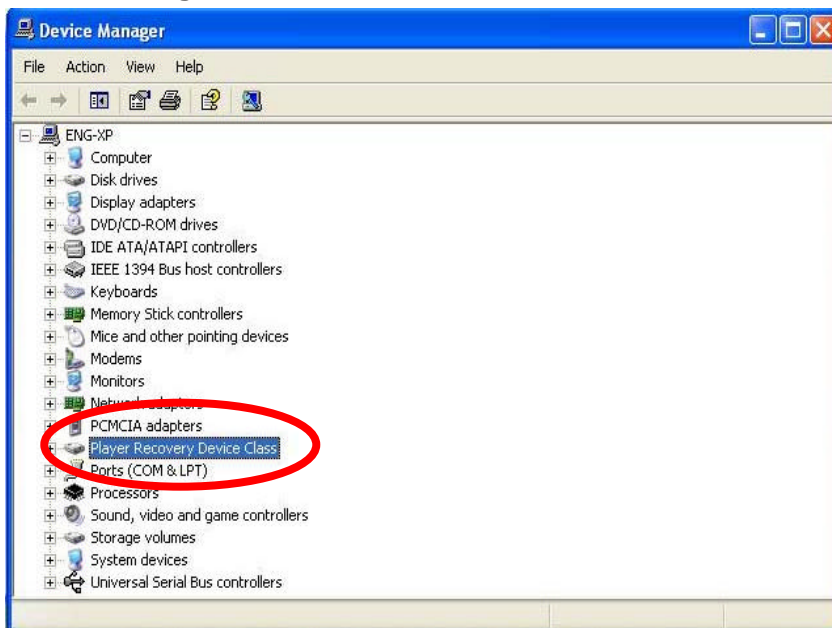 Device Manager
File Action View Help
ENG-XP
Computer
Disk drives
Display adapters
DVD/CD-ROM drives
IDE ATA/ATAPI controllers
IEEE 1394 Bus host controllers
Keyboards
Memory Stick controllers
Mice and other pointing devices
Modems
Monitors
Network adapters
PCMCIA adapters
Player Recovery Device Class
Ports (COM & LPT)
Processors
Sound, video and game controllers
Storage volumes
System devices
Universal Serial Bus controllers